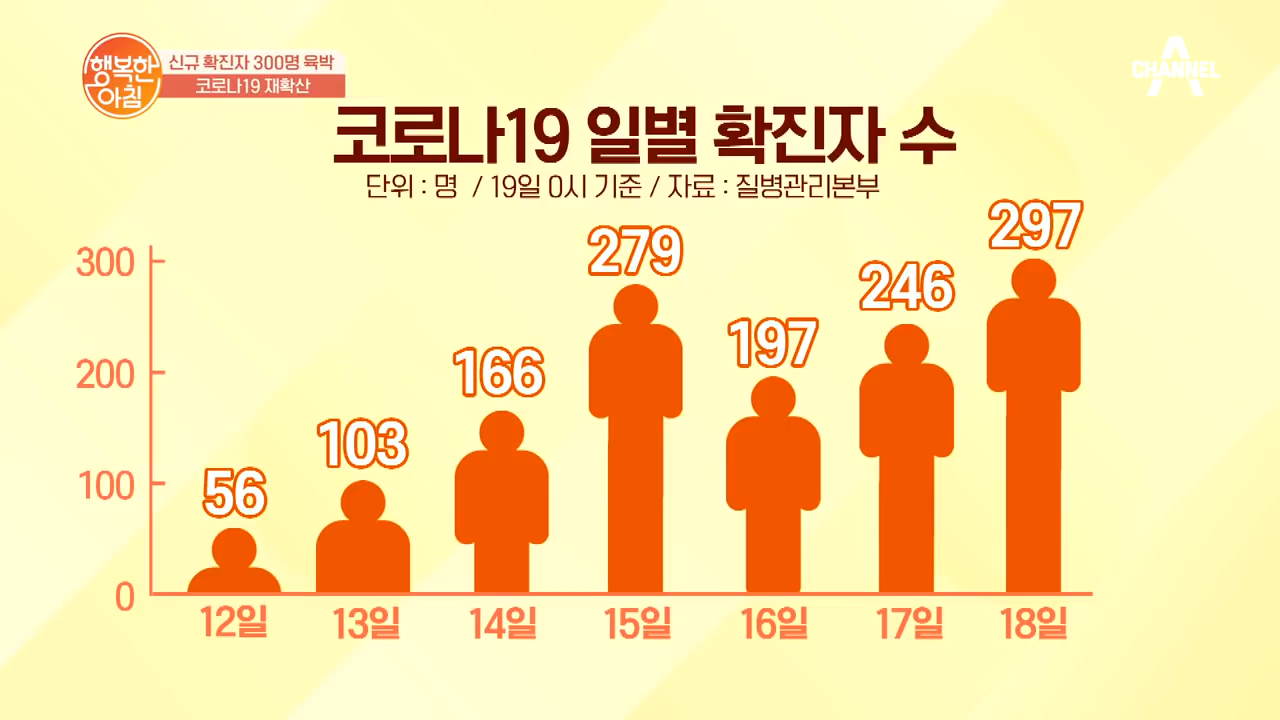 행복한
아침
신규 확진자 300명 육박
코로나19 재확산
CHANNEL A
코로나19 일별 확진자 수
단위 : 명 / 19일 0시 기준 / 자료 : 질병관리본부
300
200
100
0
56
103
166
279
197
246
297
12일
13일
14일
15일
16일
17일
18일